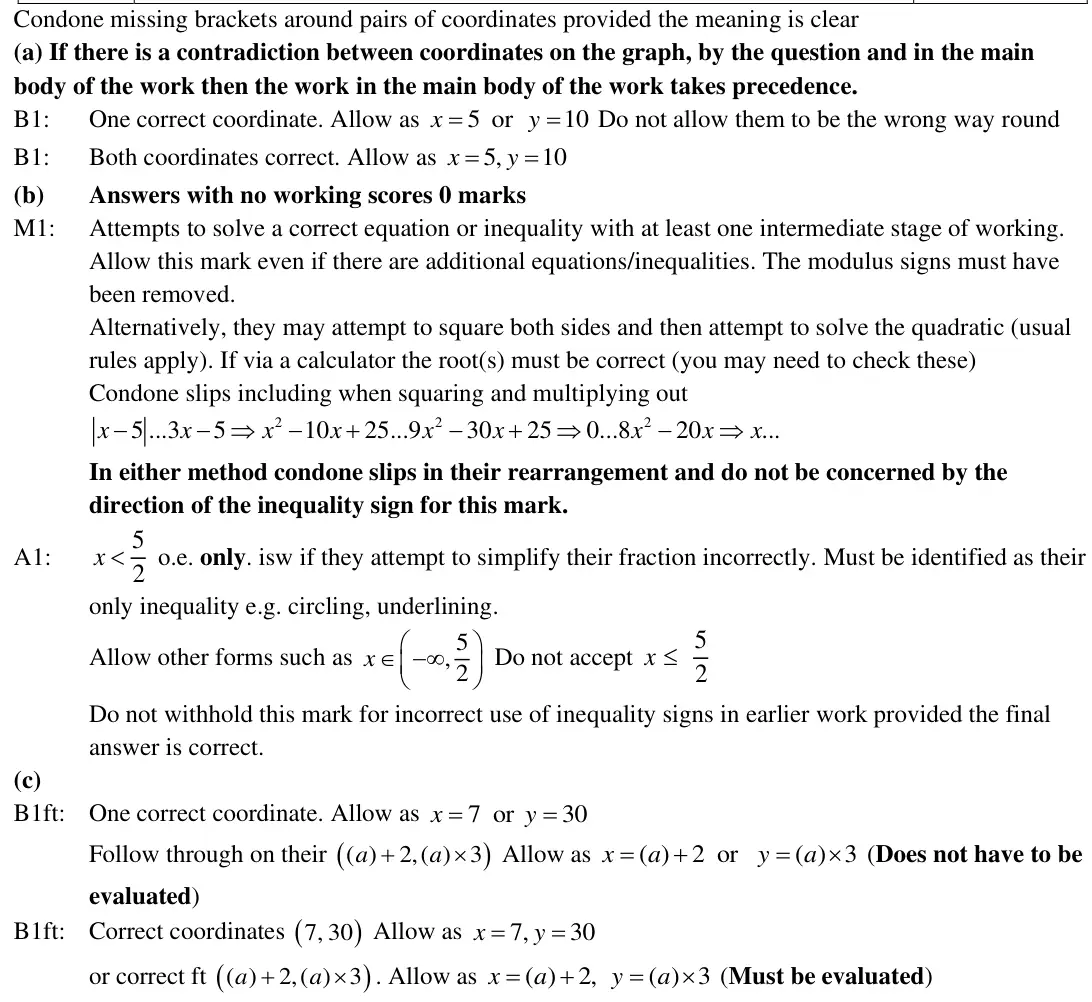 Condone missing brackets around pairs of coordinates provided the meaning is clear
(a) If there is a contradiction between coordinates on the graph, by the question and in the main
body of the work then the work in the main body of the work takes precedence.
B1: One correct coordinate. Allow as x = 5 or y = 10 Do not allow them to be the wrong way round
B1: Both coordinates correct. Allow as x = 5, y = 10
(b) Answers with no working scores 0 marks
M1: Attempts to solve a correct equation or inequality with at least one intermediate stage of working.
Allow this mark even if there are additional equations/inequalities. The modulus signs must have
been removed.
Alternatively, they may attempt to square both sides and then attempt to solve the quadratic (usual
rules apply). If via a calculator the root(s) must be correct (you may need to check these)
Condone slips including when squaring and multiplying out
|x − 5|...3x − 5 ⇒ x² − 10x + 25...9x² − 30x + 25 ⇒ 0...8x² − 20x ⇒ x...
In either method condone slips in their rearrangement and do not be concerned by the
direction of the inequality sign for this mark.
A1: x < 5/2 o.e. only. isw if they attempt to simplify their fraction incorrectly. Must be identified as their
only inequality e.g. circling, underlining.
Allow other forms such as x ∈ (−∞, 5/2) Do not accept x ≤ 5/2
Do not withhold this mark for incorrect use of inequality signs in earlier work provided the final
answer is correct.
(c)
B1ft: One correct coordinate. Allow as x = 7 or y = 30
Follow through on their ((a) + 2, (a) × 3) Allow as x = (a) + 2 or y = (a) × 3 (Does not have to be
evaluated)
B1ft: Correct coordinates (7, 30) Allow as x = 7, y = 30
or correct ft ((a) + 2, (a) × 3). Allow as x = (a) + 2, y = (a) × 3 (Must be evaluated)